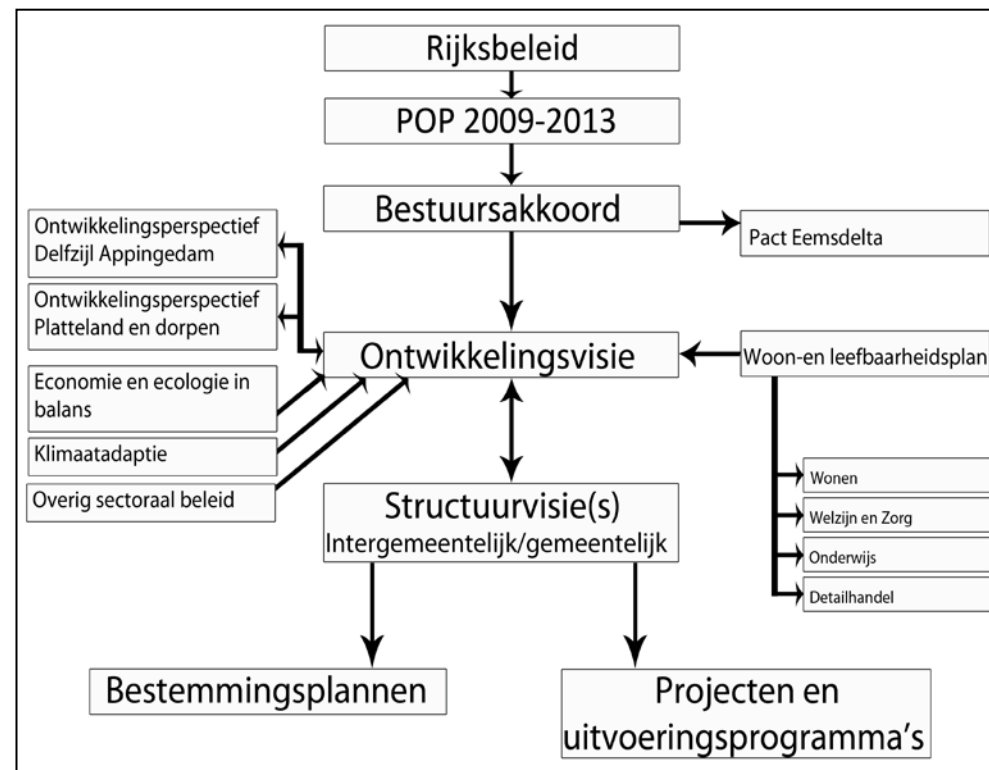 Rijksbeleid
POP 2009-2013
Bestuursakkoord
Pact Eemsdelta
Ontwikkelingsperspectief
Delfzijl Appingedam
Ontwikkelingsperspectief
Platteland en dorpen
Economie en ecologie in
balans
Klimaatadaptie
Overig sectoraal beleid
Ontwikkelingsvisie
Woon-en leefbaarheidsplan
Wonen
Welzijn en Zorg
Onderwijs
Detailhandel
Structuurvisie(s)
Intergemeentelijk/gemeentelijk
Bestemmingsplannen
Projecten en
uitvoeringsprogramma's